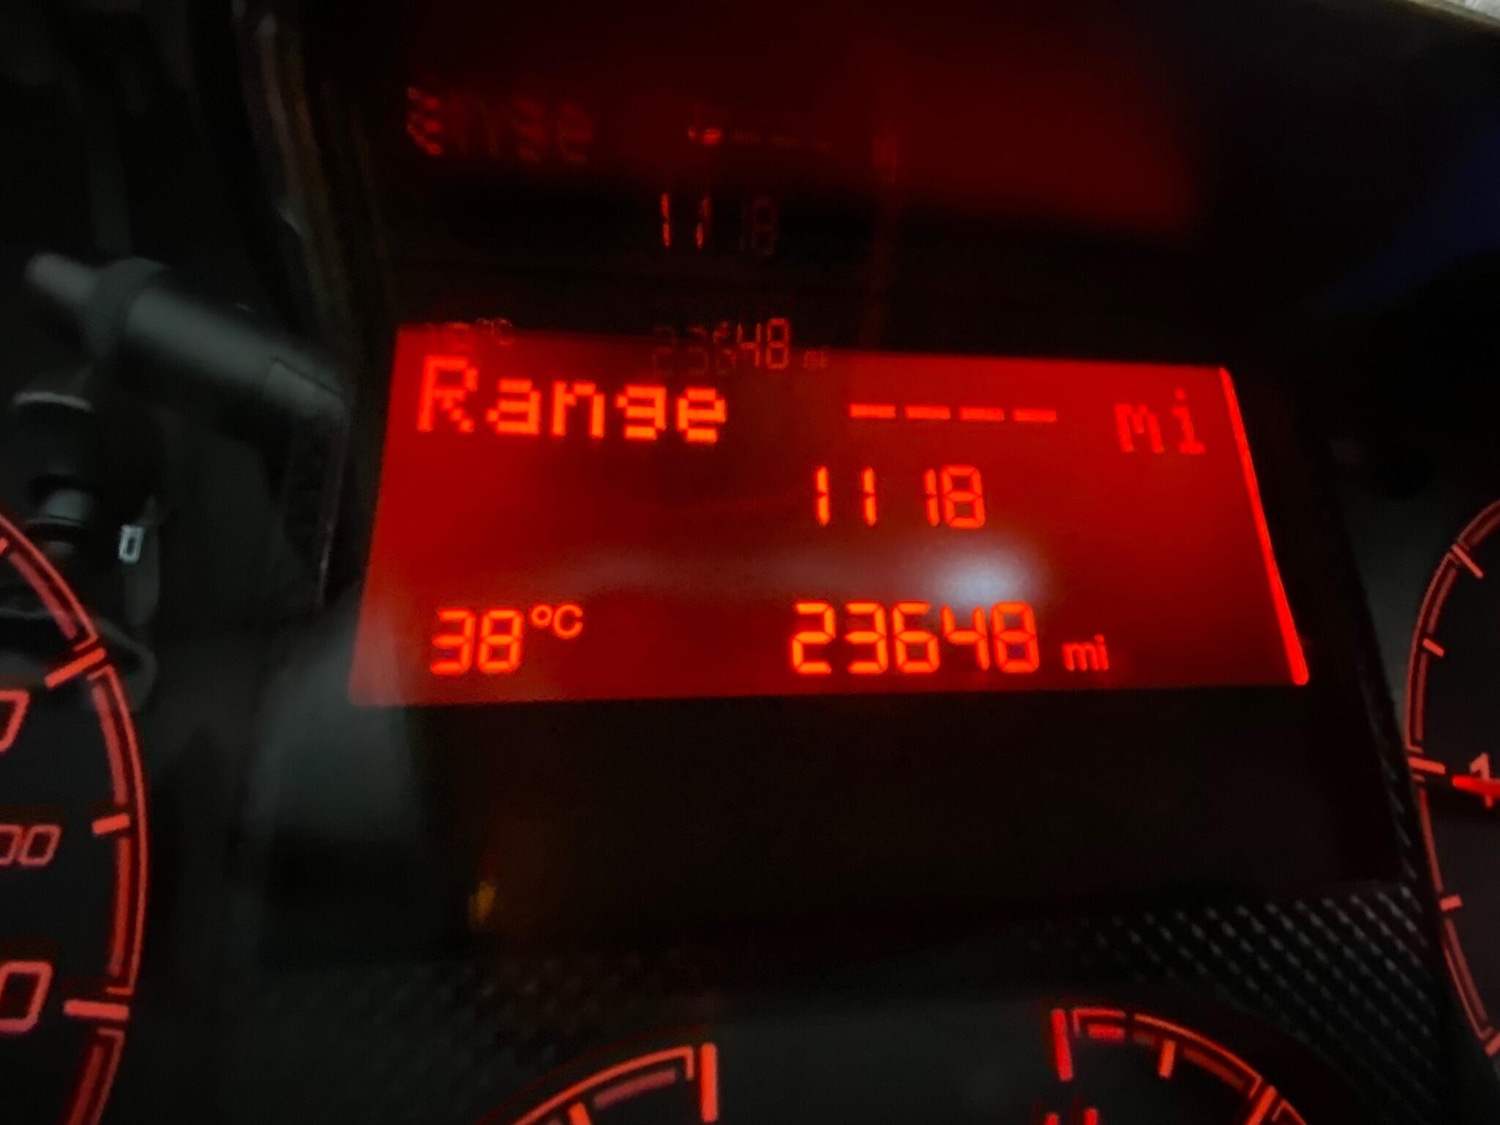 Range ---- mi
11 18
38°C 23648 mi